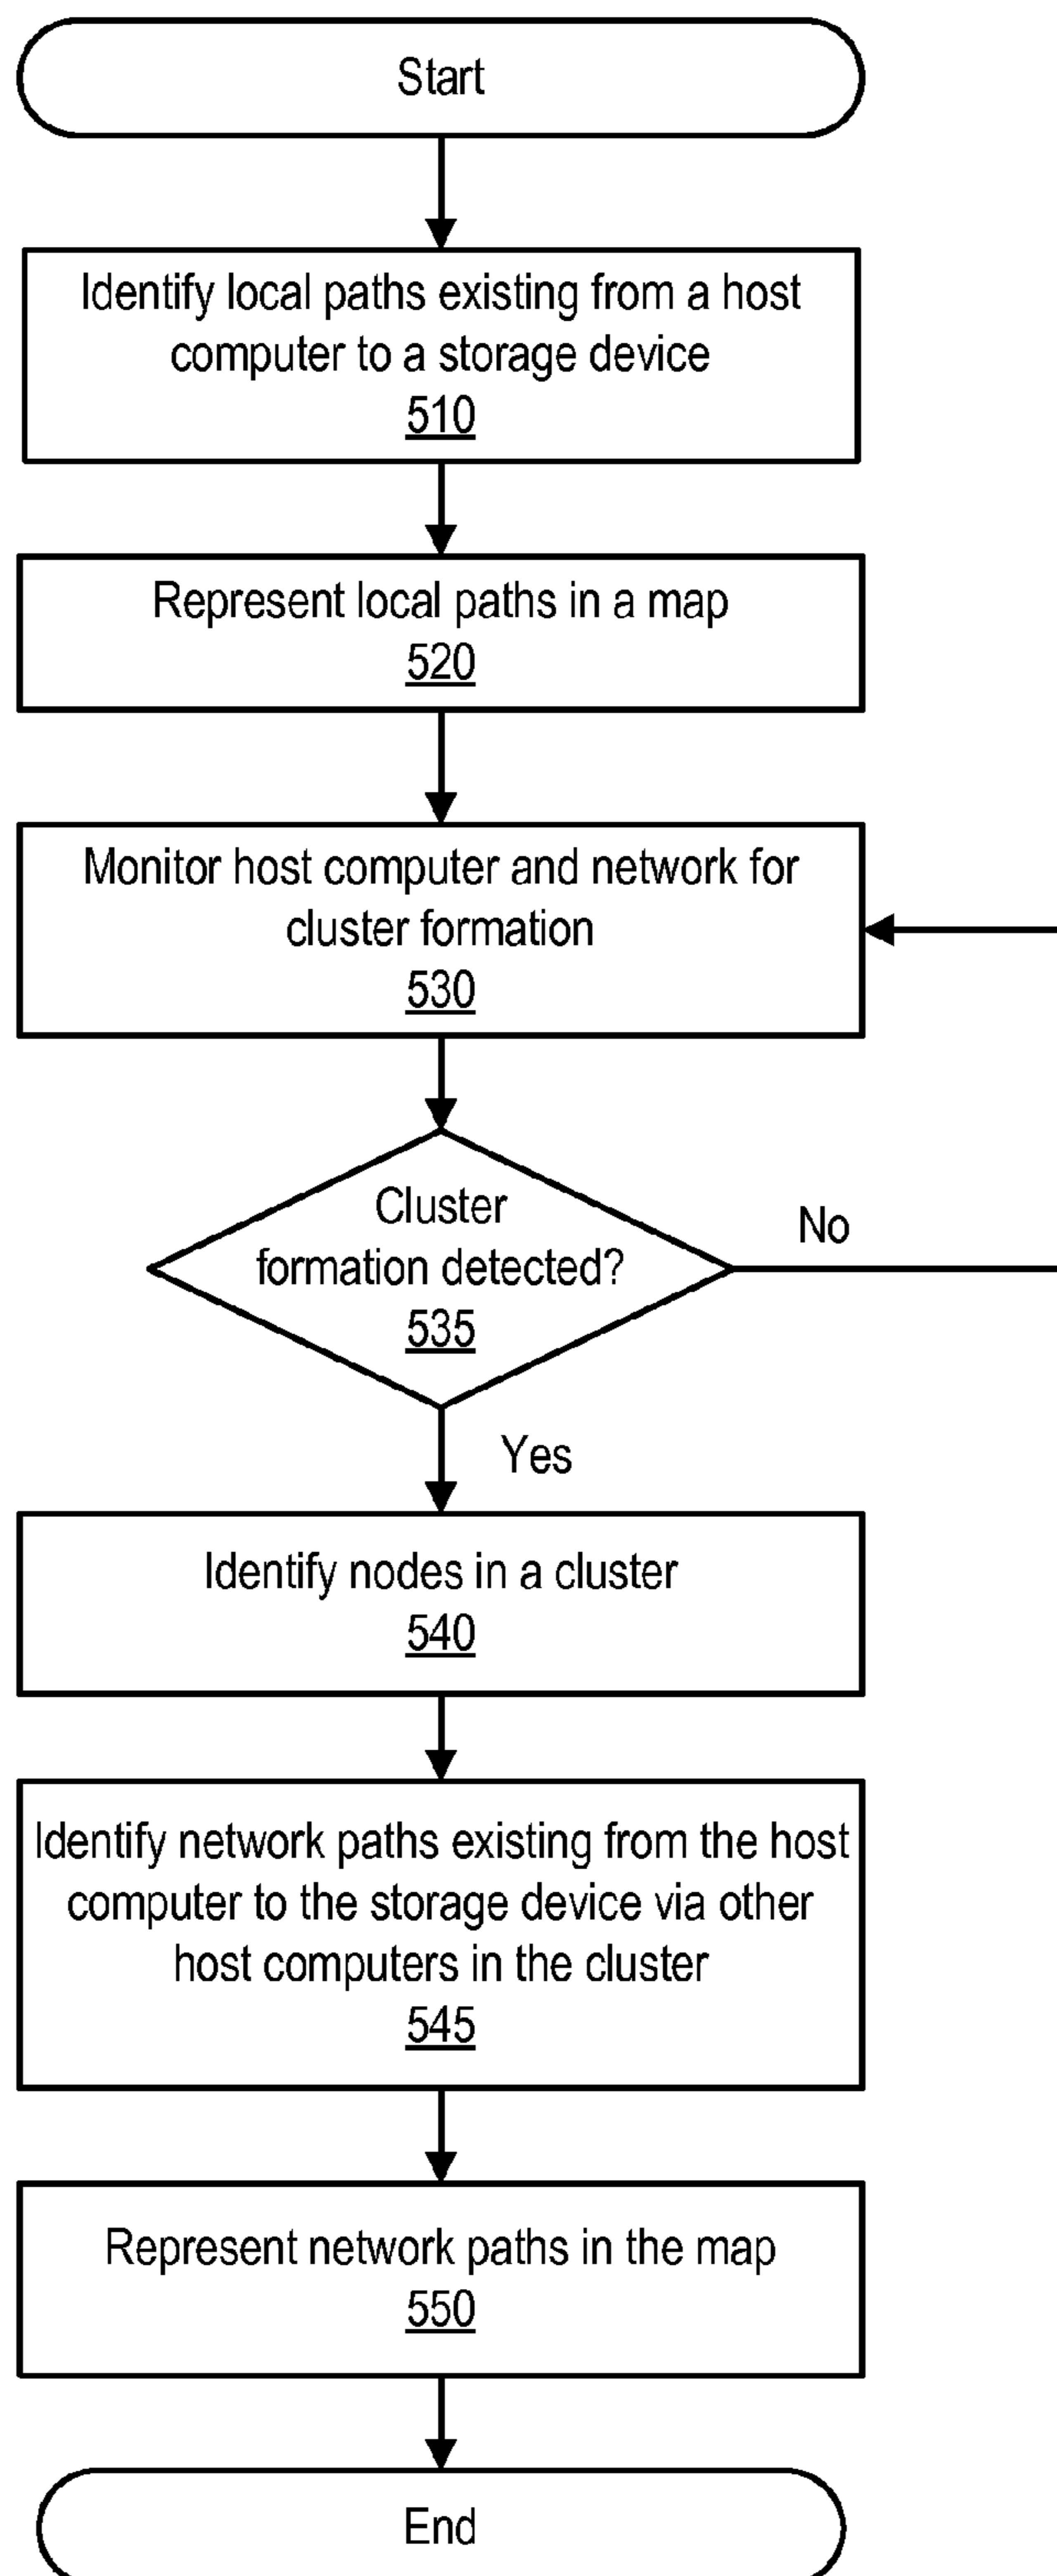 Start
Identify local paths existing from a host
computer to a storage device
510
Represent local paths in a map
520
Monitor host computer and network for
cluster formation
530
Cluster
formation detected?
535
No
Yes
Identify nodes in a cluster
540
Identify network paths existing from the host
computer to the storage device via other
host computers in the cluster
545
Represent network paths in the map
550
End